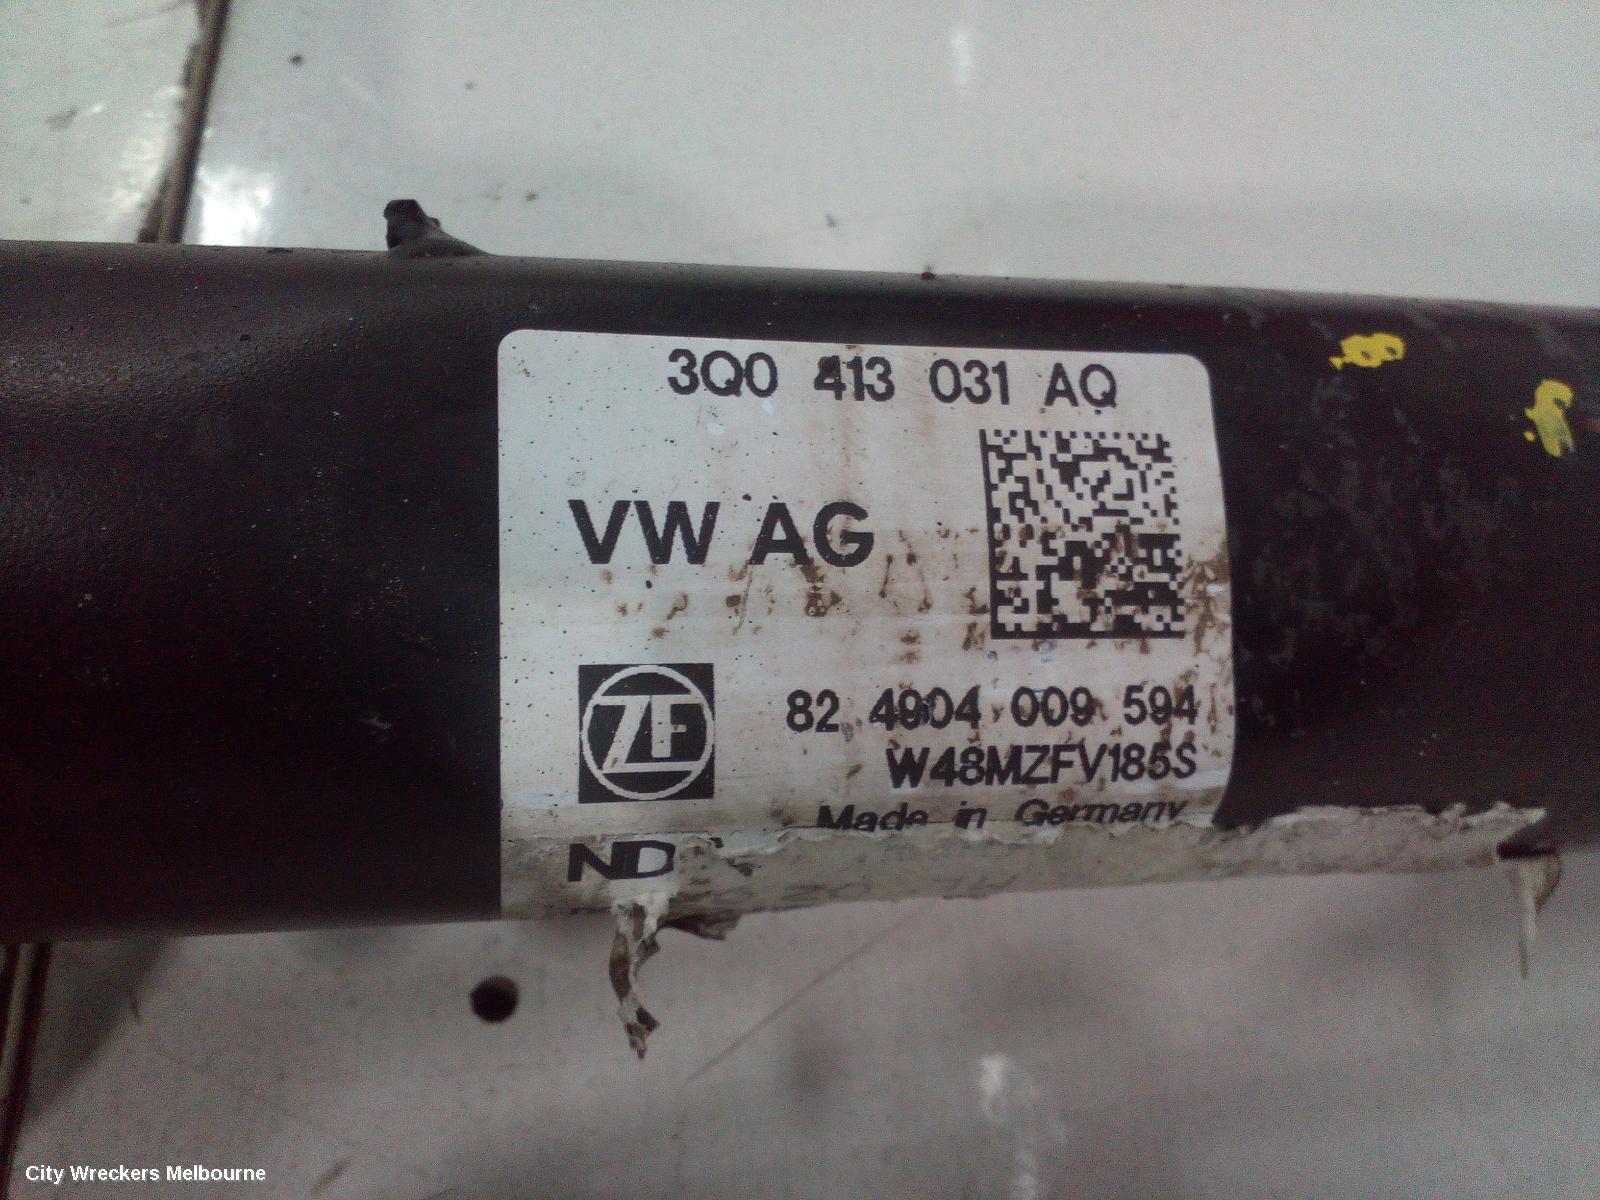 3Q0 413 031 AQ
VW AG
ZF
82 4904 009 594
W48MZFV185S
Made in Germany
City Wreckers Melbourne